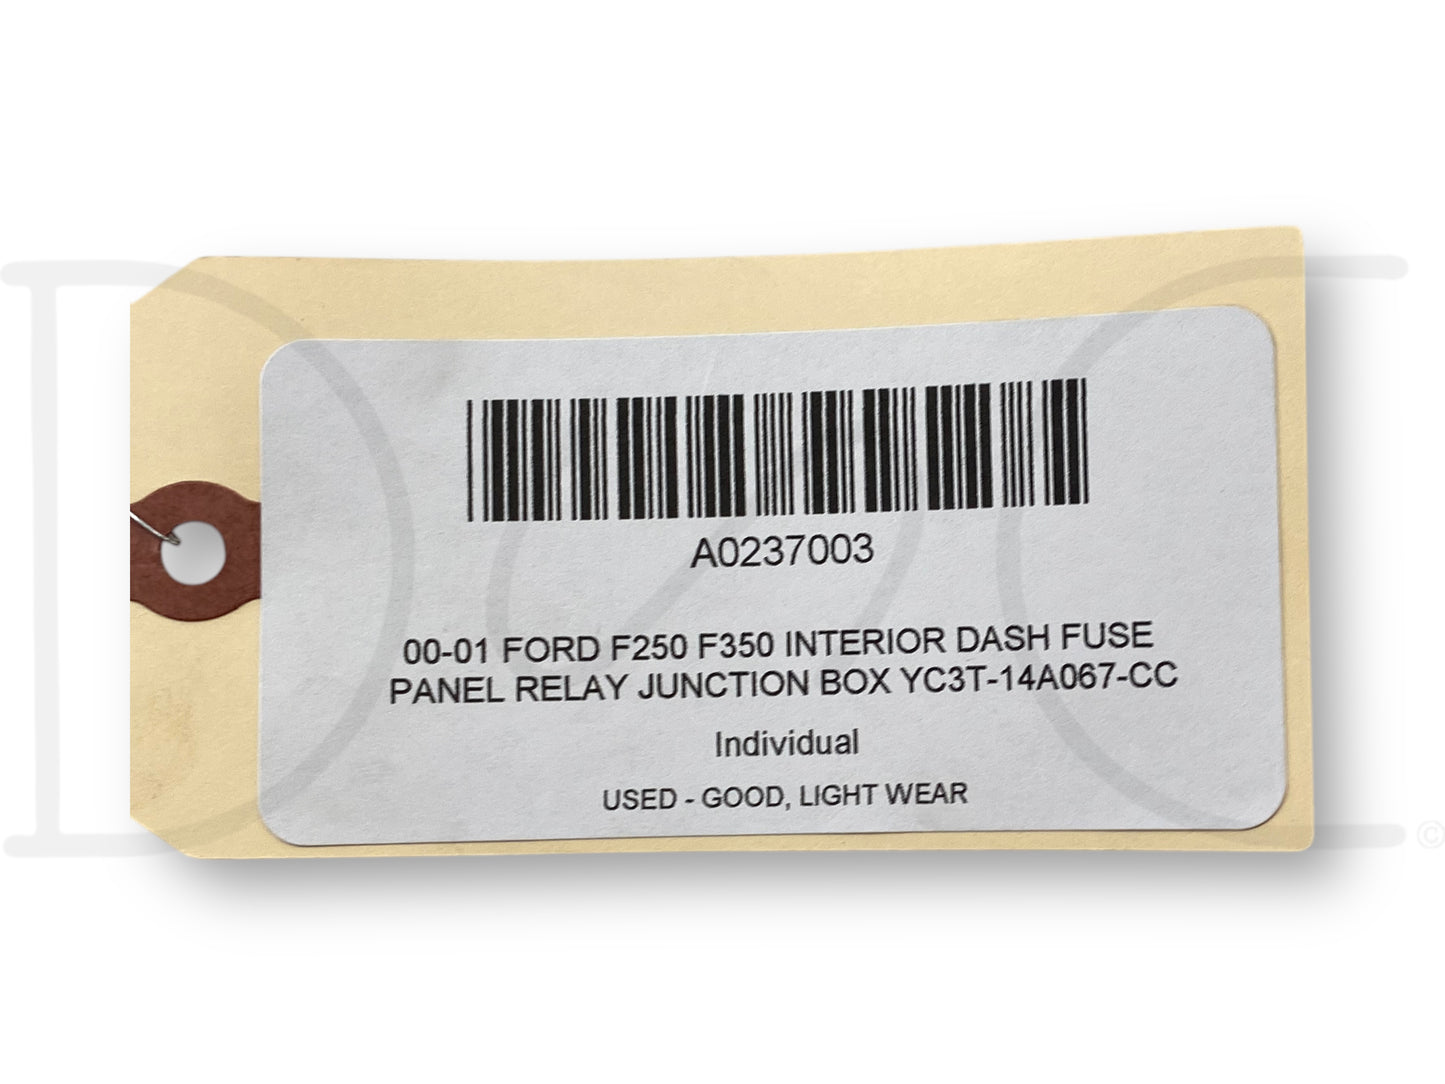 A0237003
00-01 FORD F250 F350 INTERIOR DASH FUSE
PANEL RELAY JUNCTION BOX YC3T-14A067-CC
Individual
USED - GOOD, LIGHT WEAR
©